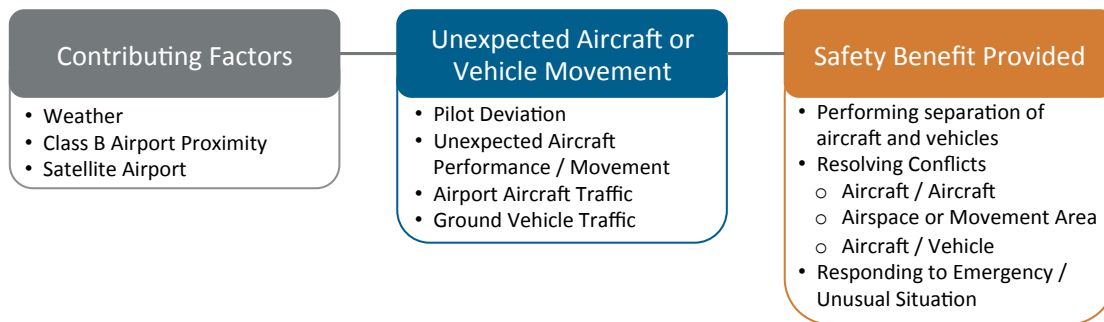 Contributing Factors
• Weather
• Class B Airport Proximity
• Satellite Airport
Unexpected Aircraft or
Vehicle Movement
• Pilot Deviation
• Unexpected Aircraft
Performance / Movement
• Airport Aircraft Traffic
• Ground Vehicle Traffic
Safety Benefit Provided
• Performing separation of
aircraft and vehicles
• Resolving Conflicts
o Aircraft / Aircraft
o Airspace or Movement Area
o Aircraft / Vehicle
• Responding to Emergency /
Unusual Situation